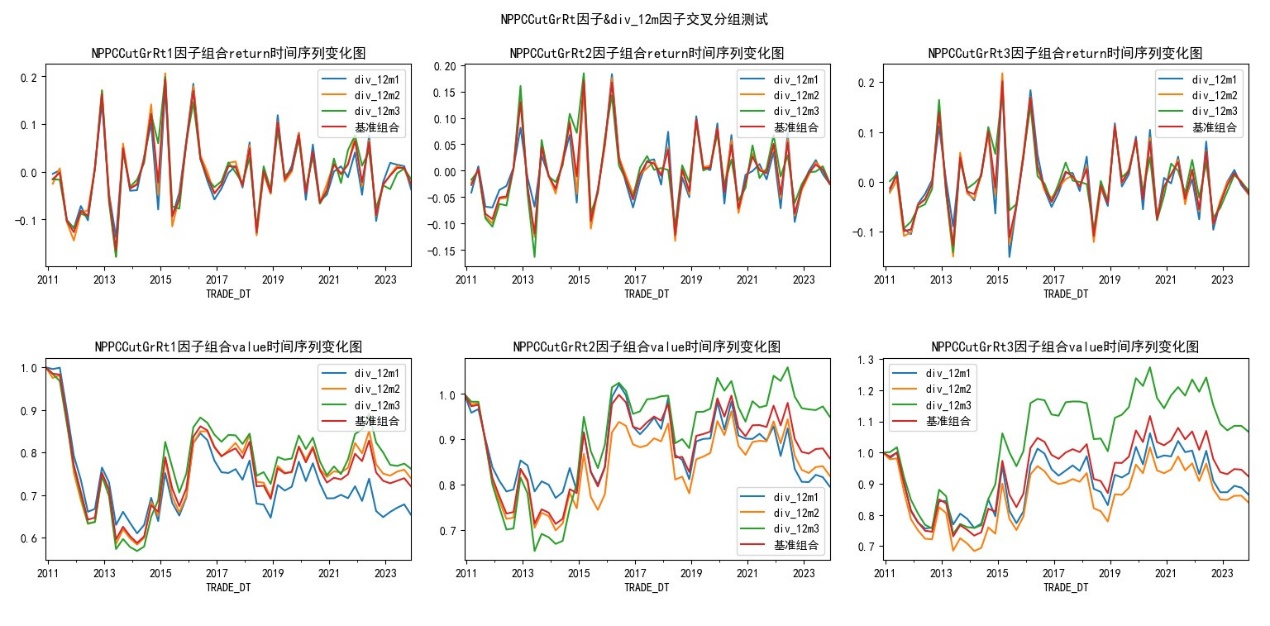 NPPCCutGrRt因子&div_12m因子交叉分组测试
NPPCCutGrRt1因子组合return时间序列变化图
0.2
0.1
0.0
−0.1
div_12m1
div_12m2
div_12m3
基准组合
2011
2013
2015
2017
2019
2021
2023
TRADE_DT
NPPCCutGrRt2因子组合return时间序列变化图
0.20
0.15
0.10
0.05
0.00
−0.05
−0.10
−0.15
div_12m1
div_12m2
div_12m3
基准组合
2011
2013
2015
2017
2019
2021
2023
TRADE_DT
NPPCCutGrRt3因子组合return时间序列变化图
0.2
0.1
0.0
−0.1
div_12m1
div_12m2
div_12m3
基准组合
2011
2013
2015
2017
2019
2021
2023
TRADE_DT
NPPCCutGrRt1因子组合value时间序列变化图
1.0
0.9
0.8
0.7
0.6
div_12m1
div_12m2
div_12m3
基准组合
2011
2013
2015
2017
2019
2021
2023
TRADE_DT
NPPCCutGrRt2因子组合value时间序列变化图
1.0
0.9
0.8
0.7
div_12m1
div_12m2
div_12m3
基准组合
2011
2013
2015
2017
2019
2021
2023
TRADE_DT
NPPCCutGrRt3因子组合value时间序列变化图
1.3
1.2
1.1
1.0
0.9
0.8
0.7
div_12m1
div_12m2
div_12m3
基准组合
2011
2013
2015
2017
2019
2021
2023
TRADE_DT